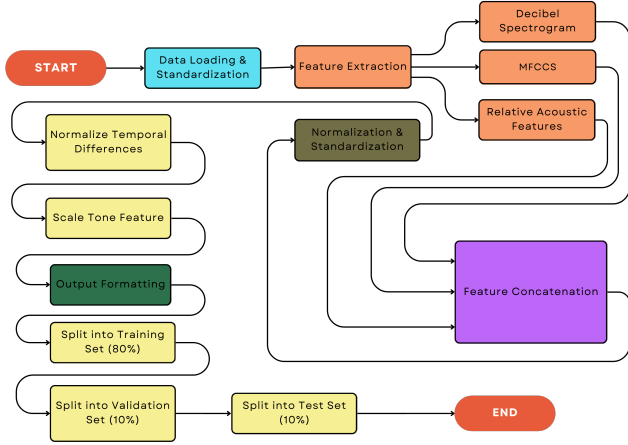 START
Data Loading &
Standardization
Feature Extraction
Decibel
Spectrogram
MFCCS
Relative Acoustic
Features
Feature Concatenation
Normalization &
Standardization
Normalize Temporal
Differences
Scale Tone Feature
Output Formatting
Split into Training
Set (80%)
Split into Validation
Set (10%)
Split into Test Set
(10%)
END